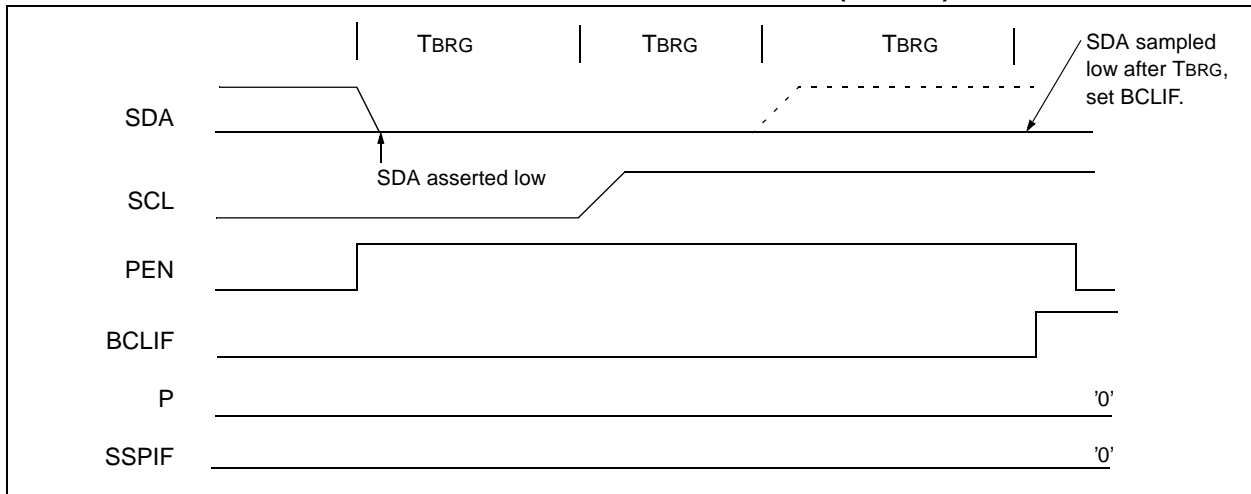 TBRG TBRG TBRG
SDA sampled
low after TBRG,
set BCLIF.
SDA
SDA asserted low
SCL
PEN
BCLIF
P '0'
SSPIF '0'